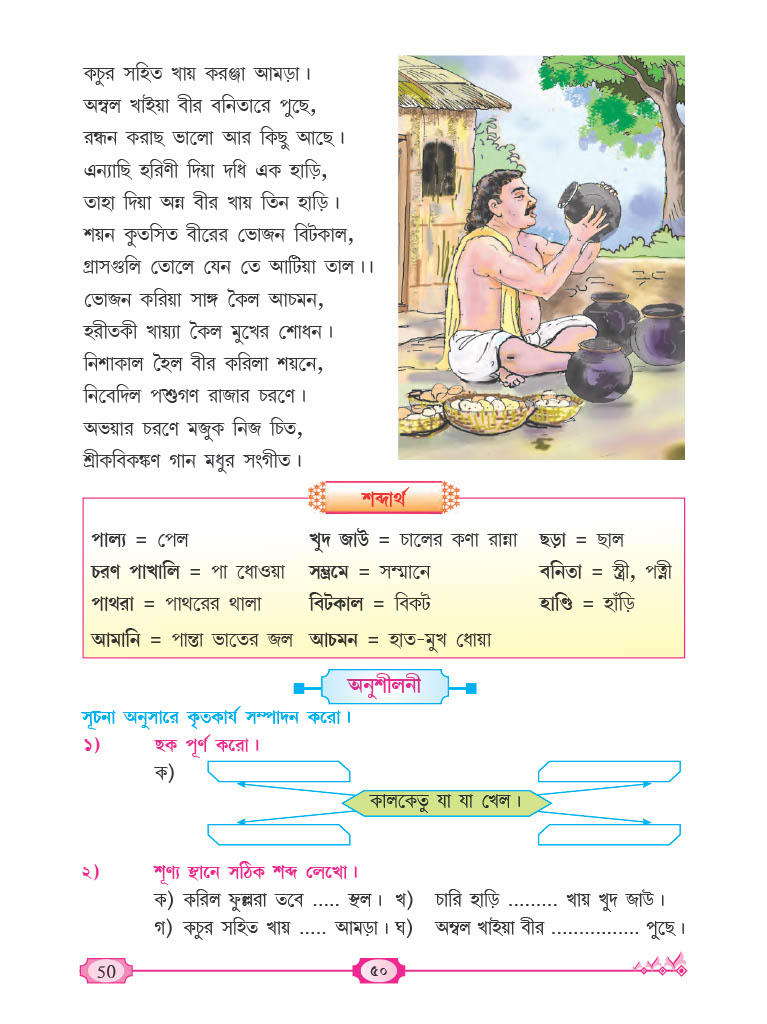 কচুর সহিত খায় করঞ্জা আমড়া।
অম্বল খাইয়া বীর বনিতারে পুছে,
রন্ধন করাছ ভালো আর কিছু আছে।
এন্যাছি হরিণী দিয়া দধি এক হাড়ি,
তাহা দিয়া অন্ন বীর খায় তিন হাড়ি।
শয়ন কুতসিত বীরের ভোজন বিটকাল,
গ্রাসগুলি তোলে যেন তে আটিয়া তাল।।
ভোজন করিয়া সাঙ্গ কৈল আচমন,
হরীতকী খায়্যা কৈল মুখের শোধন।
নিশাকাল হৈল বীর করিলা শয়নে,
নিবেদিল পশুগণ রাজার চরণে।
অভয়ার চরণে মজুক নিজ চিত,
শ্রীকবিকঙ্কণ গান মধুর সংগীত।
শব্দার্থ
পাল্য = পেল খুদ জাউ = চালের কণা রান্না ছড়া = ছাল
চরণ পাখালি = পা ধোওয়া সম্ভ্রমে = সম্মানে বনিতা = স্ত্রী, পত্নী
পাথরা = পাথরের থালা বিটকাল = বিকট হাণ্ডি = হাঁড়ি
আমানি = পান্তা ভাতের জল আচমন = হাত-মুখ ধোয়া
অনুশীলনী
সূচনা অনুসারে কৃতকার্য সম্পাদন করো।
১) ছক পূর্ণ করো।
ক)
কালকেতু যা যা খেল।
২) শূণ্য স্থানে সঠিক শব্দ লেখো।
ক) করিল ফুল্লরা তবে ..... স্থল। খ) চারি হাড়ি ......... খায় খুদ জাউ।
গ) কচুর সহিত খায় ..... আমড়া। ঘ) অম্বল খাইয়া বীর ................ পুছে।
50 ৫০